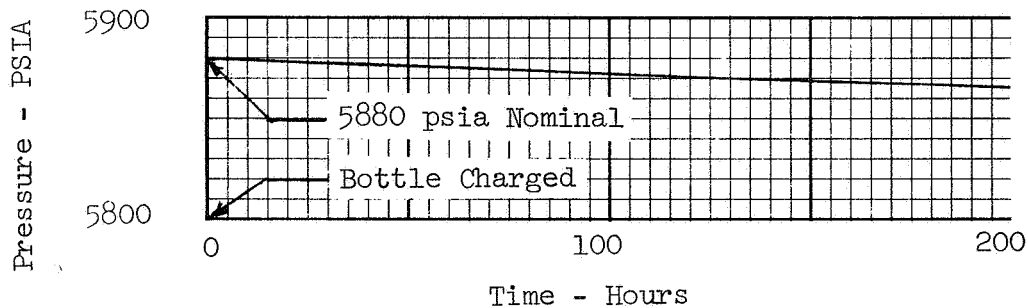 Pressure - PSIA
5900
5880 psia Nominal
Bottle Charged
5800
0
100
200
Time - Hours